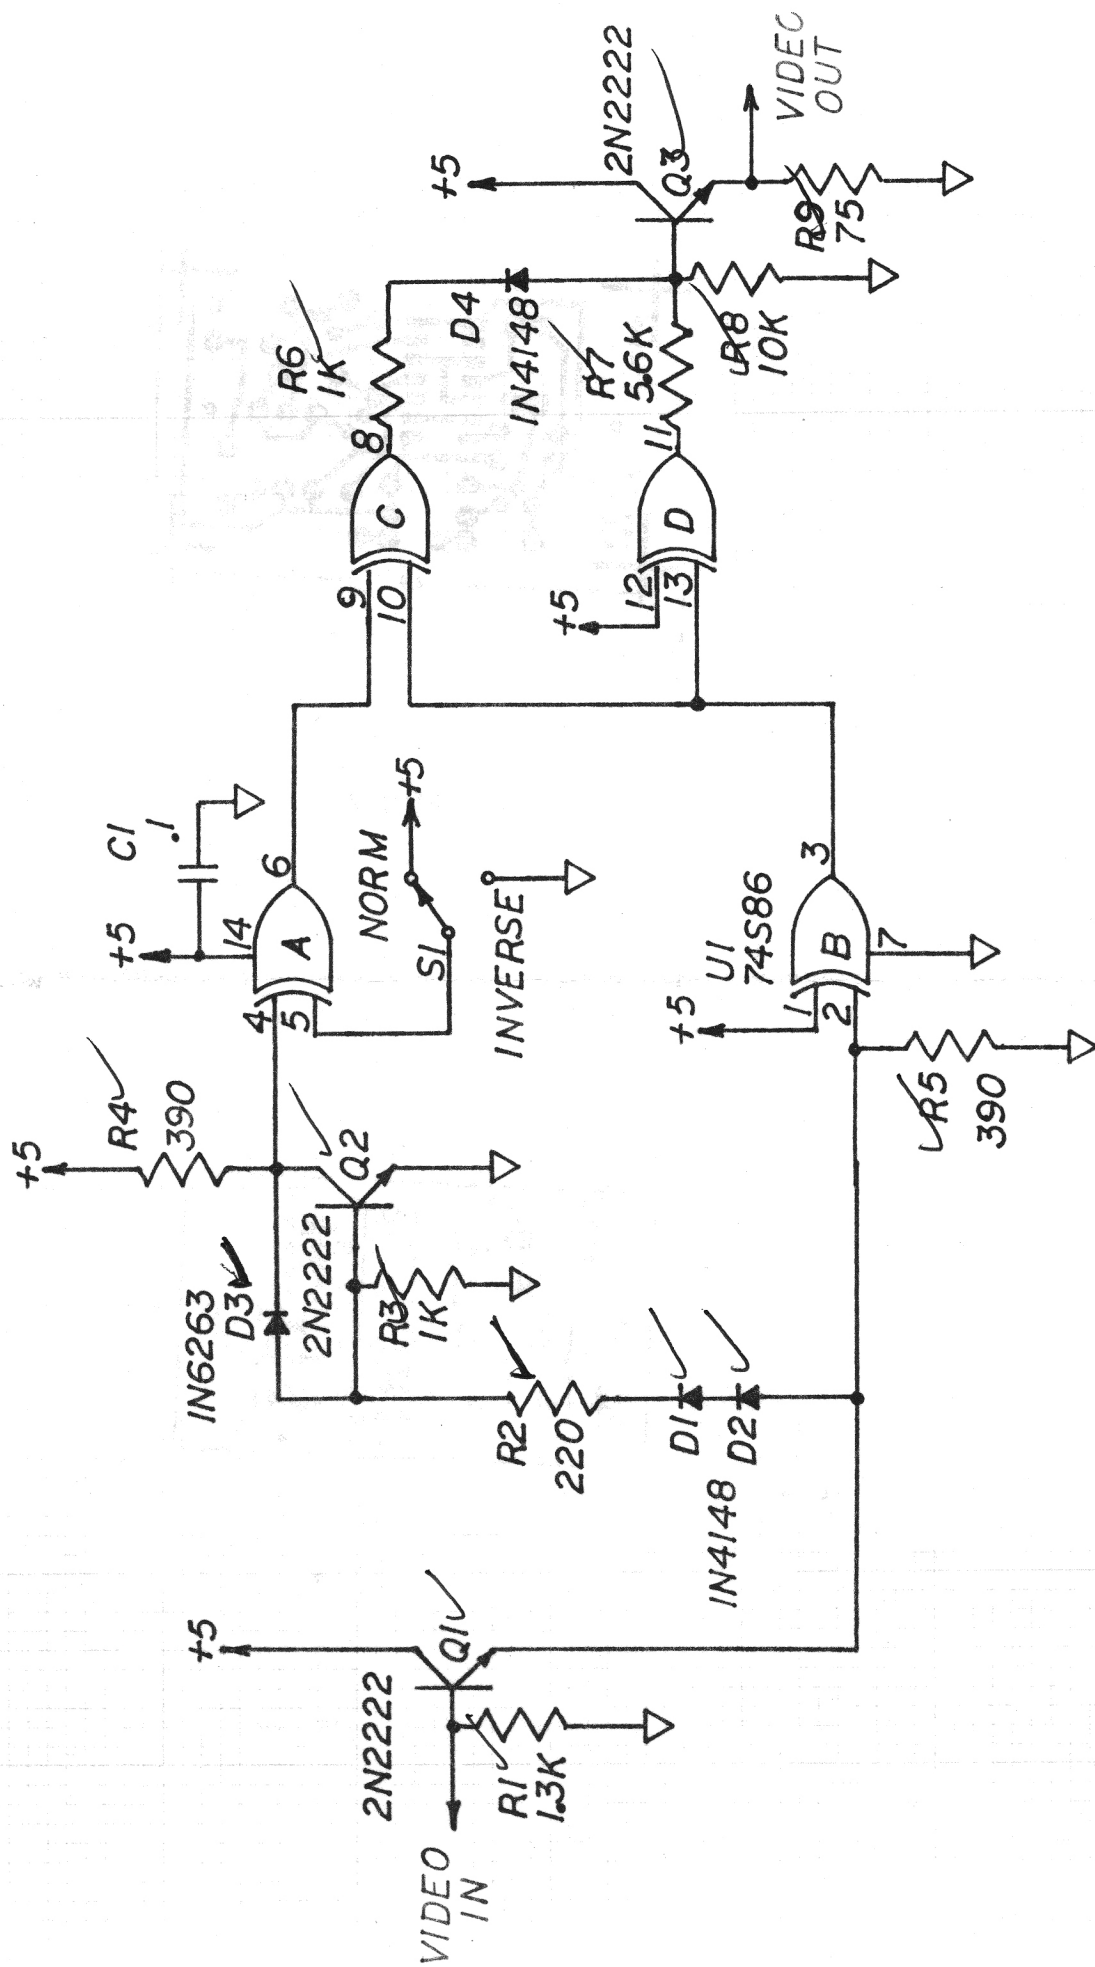 VIDEO
IN
2N2222
Q1
+5
R1
1.3K
1N4148
D1
D2
R2
220
1N6263
D3
2N2222
Q2
R3
1K
+5
R4
390
R5
390
4
5
A
6
14
+5
C1
.1
NORM
+5
S1
INVERSE
+5
1
2
B
3
7
U1
74S86
9
10
C
8
+5
12
13
D
11
R6
1K
D4
1N4148
R7
5.6K
R8
10K
+5
2N2222
Q3
R9
75
VIDEO
OUT